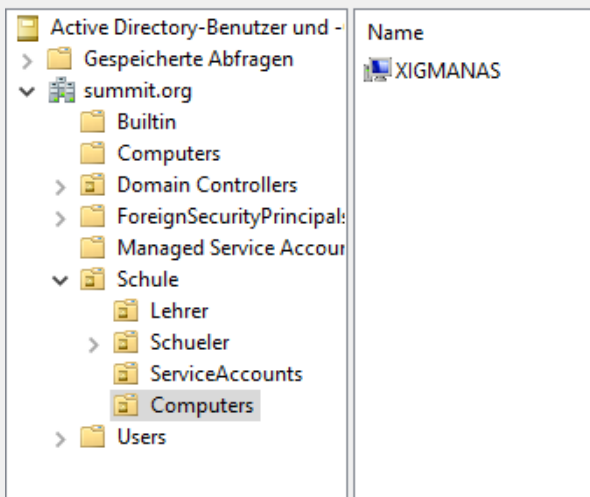 Active Directory-Benutzer und -
Name
Gespeicherte Abfragen
XIGMANAS
summit.org
Builtin
Computers
Domain Controllers
ForeignSecurityPrincipals
Managed Service Accour
Schule
Lehrer
Schueler
ServiceAccounts
Computers
Users